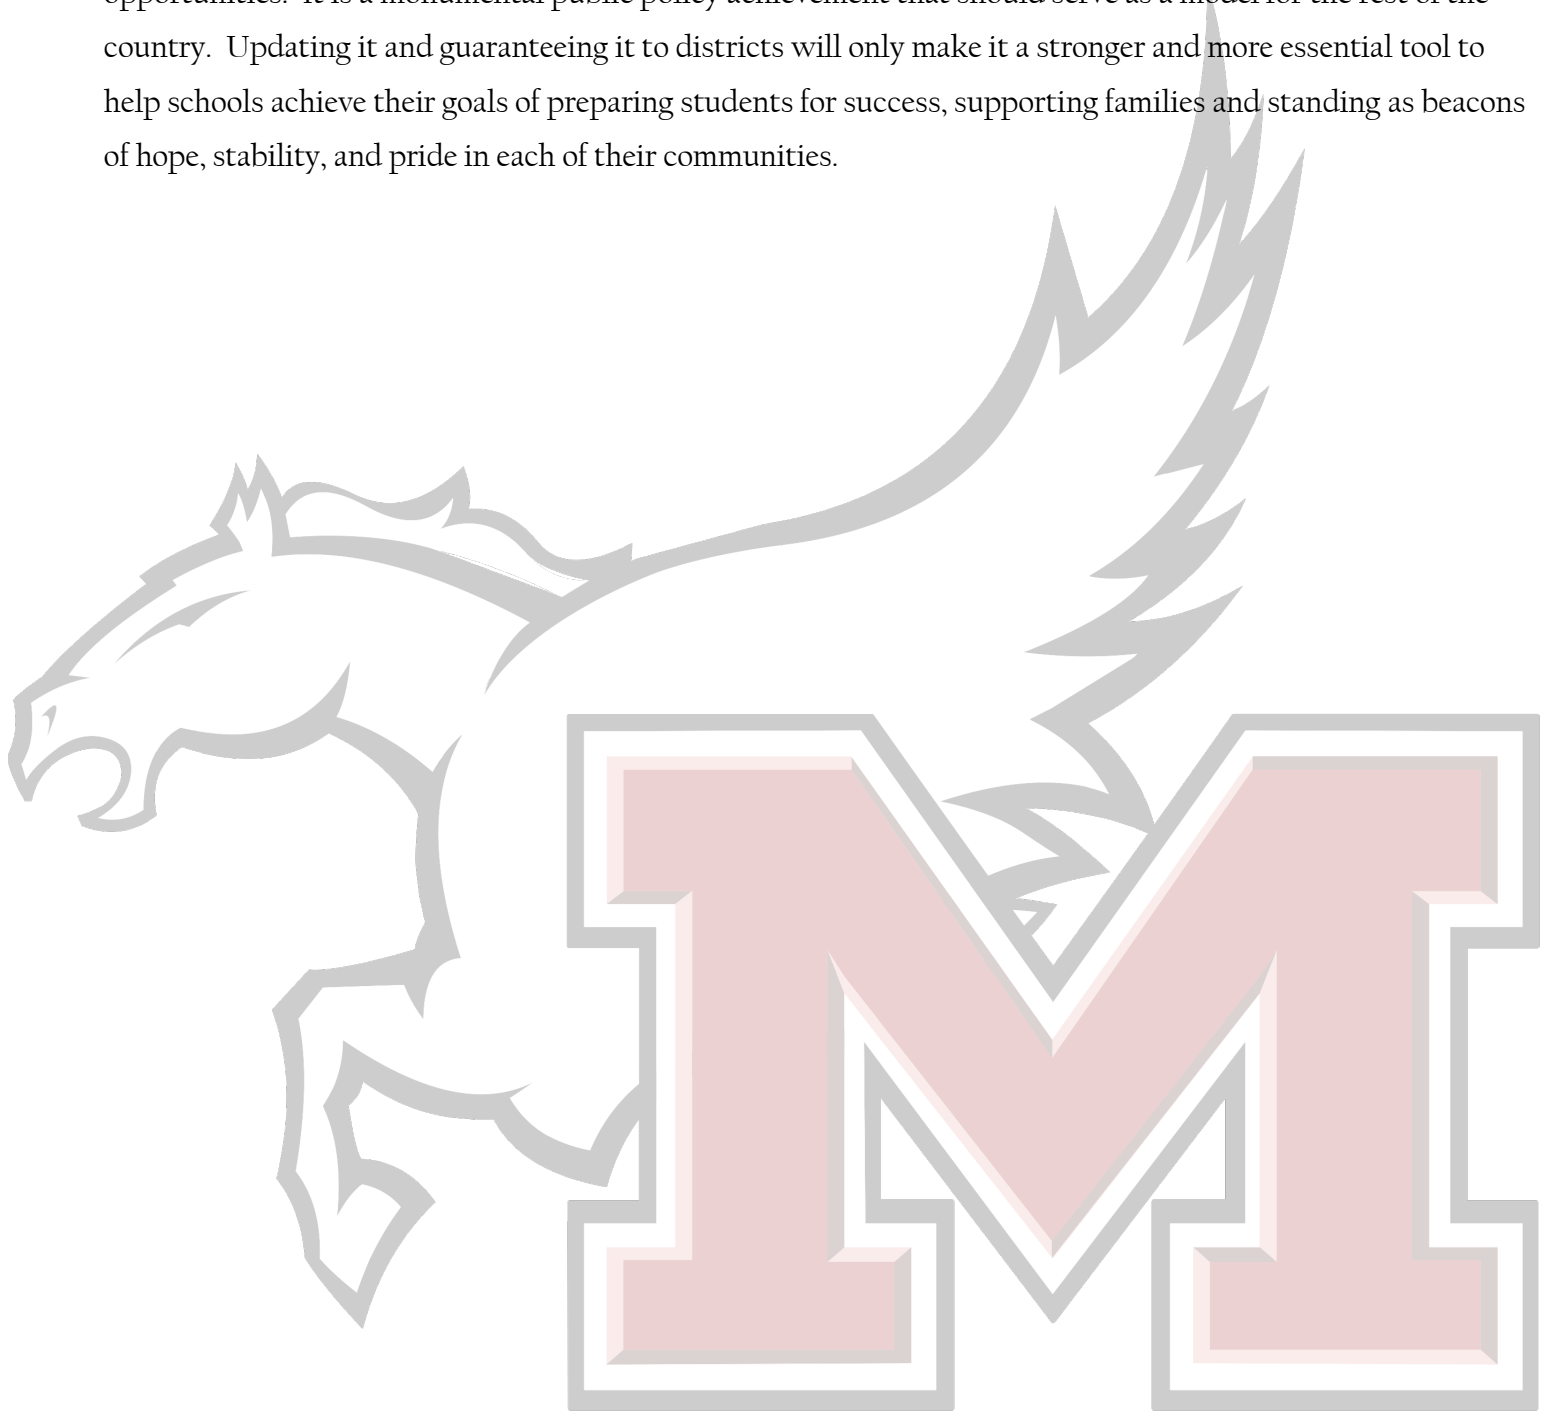 opportunities. It is a monumental public policy achievement that should serve as a model for the rest of the
country. Updating it and guaranteeing it to districts will only make it a stronger and more essential tool to
help schools achieve their goals of preparing students for success, supporting families and standing as beacons
of hope, stability, and pride in each of their communities.
M